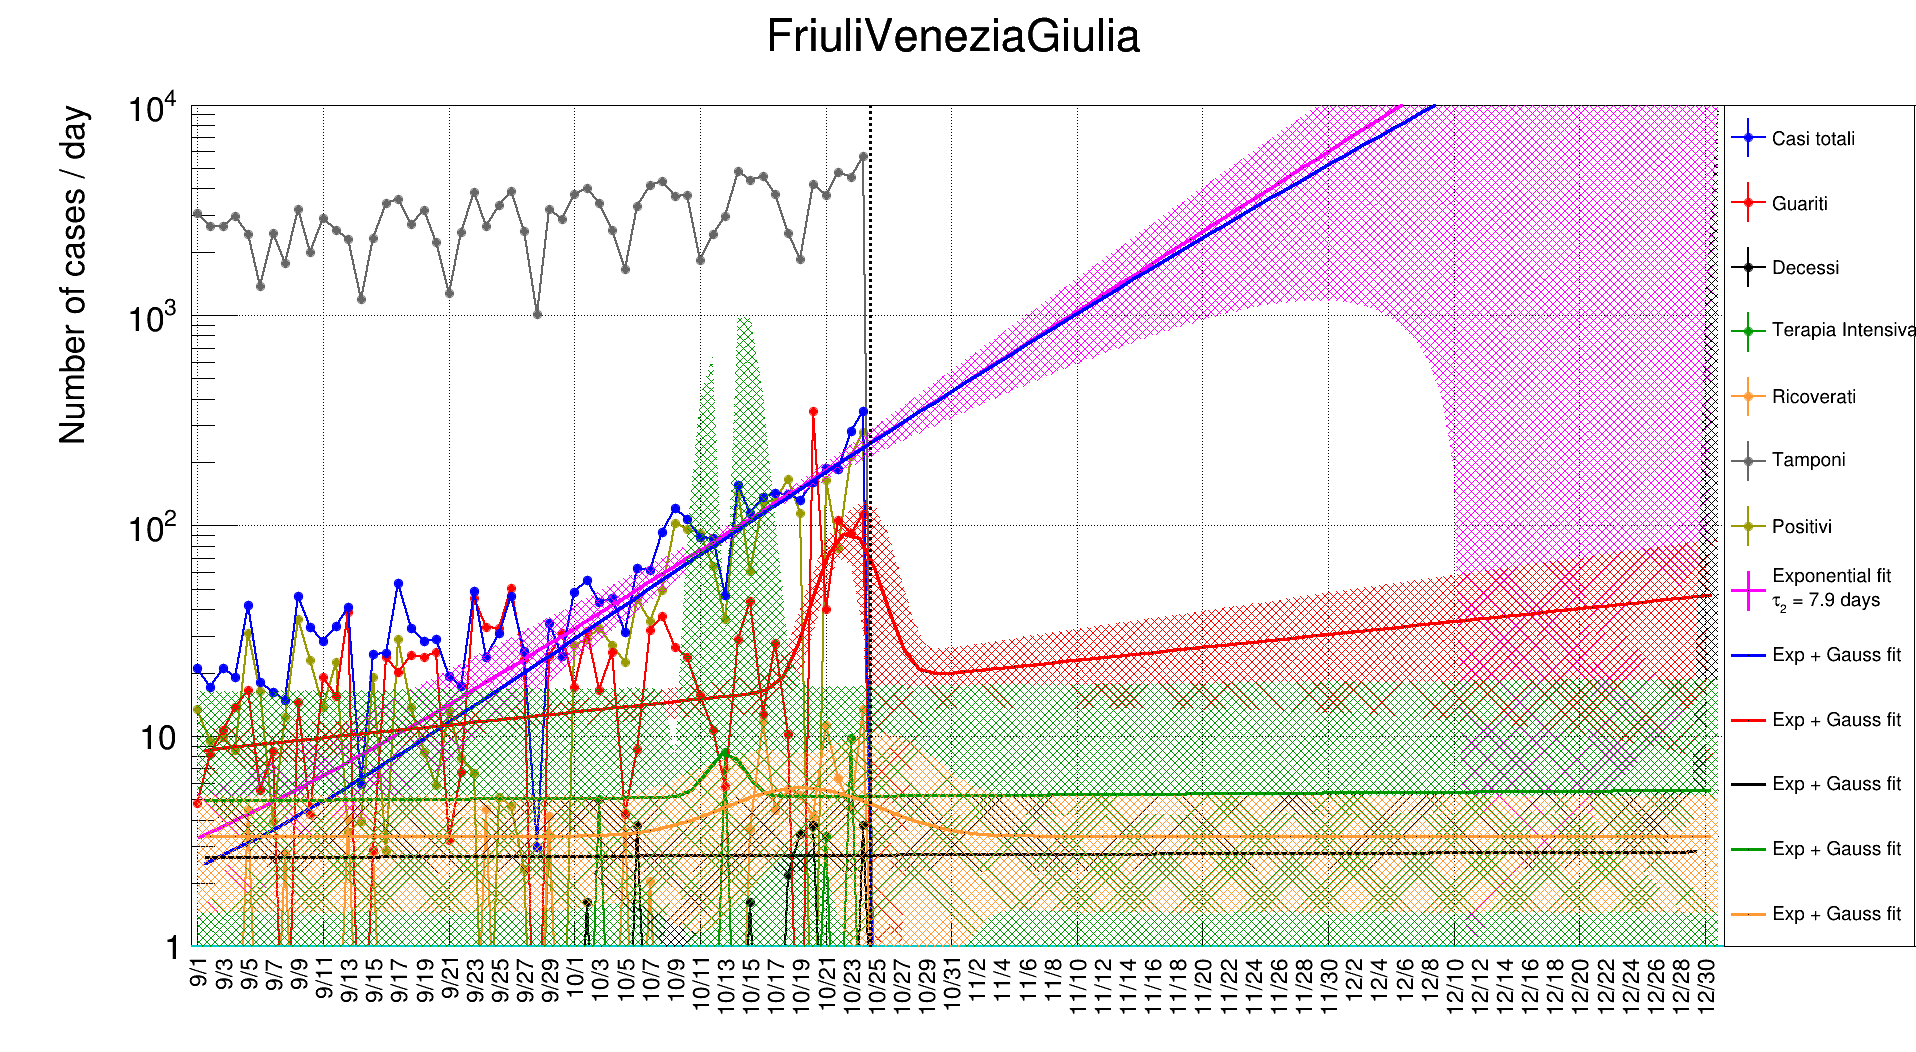 FriuliVeneziaGiulia
Number of cases / day
10^4
10^3
10^2
10
1
9/1 9/3 9/5 9/7 9/9 9/11 9/13 9/15 9/17 9/19 9/21 9/23 9/25 9/27 9/29 10/1 10/3 10/5 10/7 10/9 10/11 10/13 10/15 10/17 10/19 10/21 10/23 10/25 10/27 10/29 10/31 11/2 11/4 11/6 11/8 11/10 11/12 11/14 11/16 11/18 11/20 11/22 11/24 11/26 11/28 11/30 12/2 12/4 12/6 12/8 12/10 12/12 12/14 12/16 12/18 12/20 12/22 12/24 12/26 12/28 12/30
Casi totali
Guariti
Decessi
Terapia Intensiva
Ricoverati
Tamponi
Positivi
Exponential fit
τ₂ = 7.9 days
Exp + Gauss fit
Exp + Gauss fit
Exp + Gauss fit
Exp + Gauss fit
Exp + Gauss fit